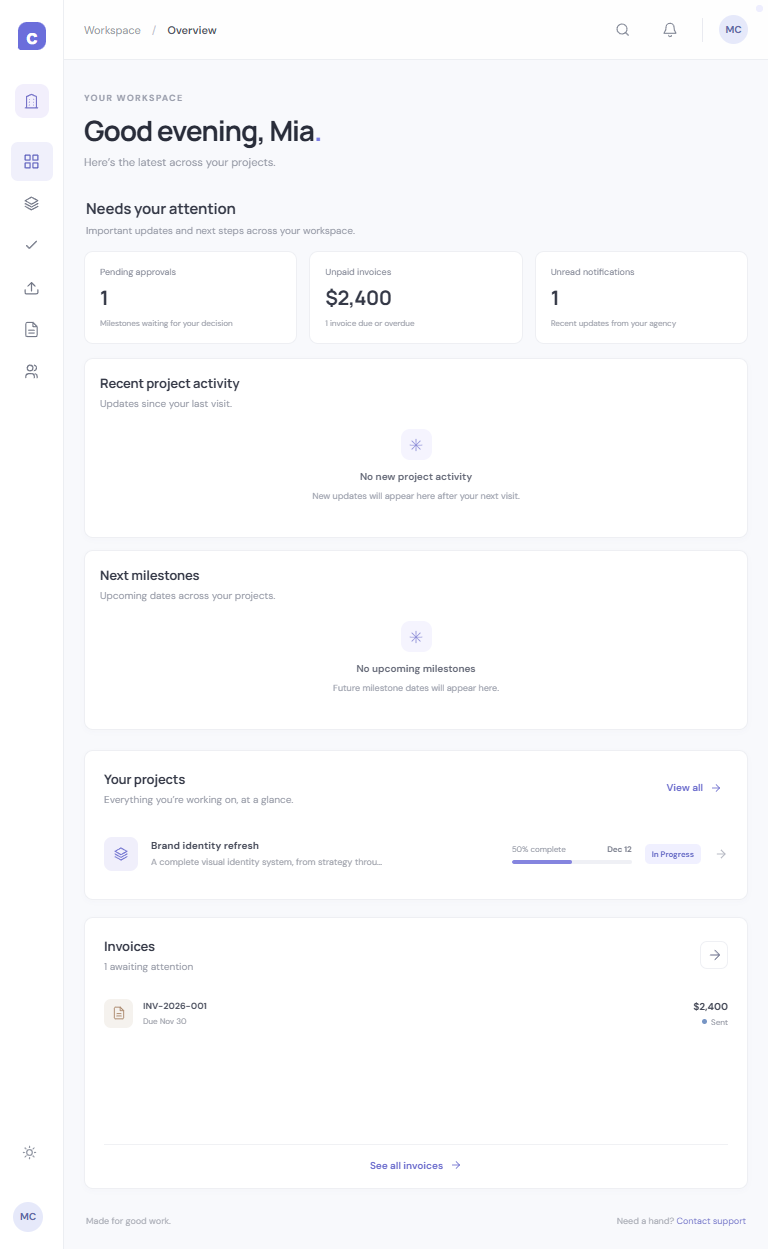 c
Workspace / Overview
MC
YOUR WORKSPACE
Good evening, Mia.
Here's the latest across your projects.
Needs your attention
Important updates and next steps across your workspace.
Pending approvals
1
Milestones waiting for your decision
Unpaid invoices
$2,400
1 invoice due or overdue
Unread notifications
1
Recent updates from your agency
Recent project activity
Updates since your last visit.
No new project activity
New updates will appear here after your next visit.
Next milestones
Upcoming dates across your projects.
No upcoming milestones
Future milestone dates will appear here.
Your projects
Everything you're working on, at a glance.
View all
Brand identity refresh
A complete visual identity system, from strategy throu...
50% complete
Dec 12
In Progress
Invoices
1 awaiting attention
INV-2026-001
Due Nov 30
$2,400
Sent
See all invoices
MC
Made for good work.
Need a hand? Contact support